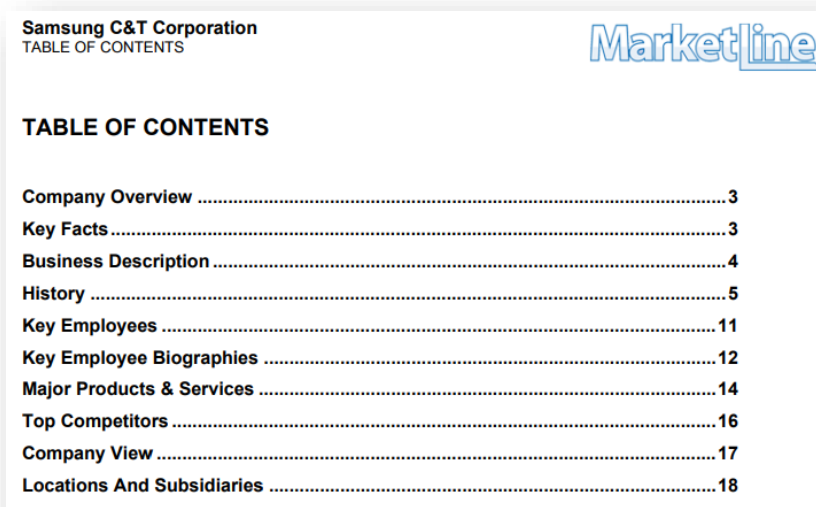 Samsung C&T Corporation
TABLE OF CONTENTS
MarketLine
TABLE OF CONTENTS
Company Overview ........................................................................................................ 3
Key Facts ........................................................................................................................ 3
Business Description ..................................................................................................... 4
History ............................................................................................................................. 5
Key Employees ............................................................................................................. 11
Key Employee Biographies ......................................................................................... 12
Major Products & Services .......................................................................................... 14
Top Competitors ........................................................................................................... 16
Company View .............................................................................................................. 17
Locations And Subsidiaries ........................................................................................ 18